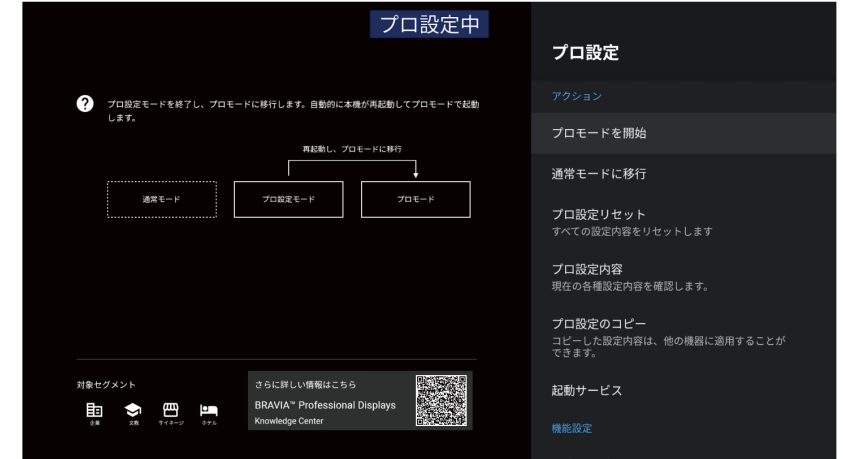 プロ設定中
プロ設定モードを終了し、プロモードに移行します。自動的に本機が再起動してプロモードで起動
します。
再起動し、プロモードに移行
通常モード
プロ設定モード
プロモード
対象セグメント
企業
文教
サイネージ
ホテル
さらに詳しい情報はこちら
BRAVIA™ Professional Displays
Knowledge Center
プロ設定
アクション
プロモードを開始
通常モードに移行
プロ設定リセット
すべての設定内容をリセットします
プロ設定内容
現在の各種設定内容を確認します。
プロ設定のコピー
コピーした設定内容は、他の機器に適用することが
できます。
起動サービス
機能設定